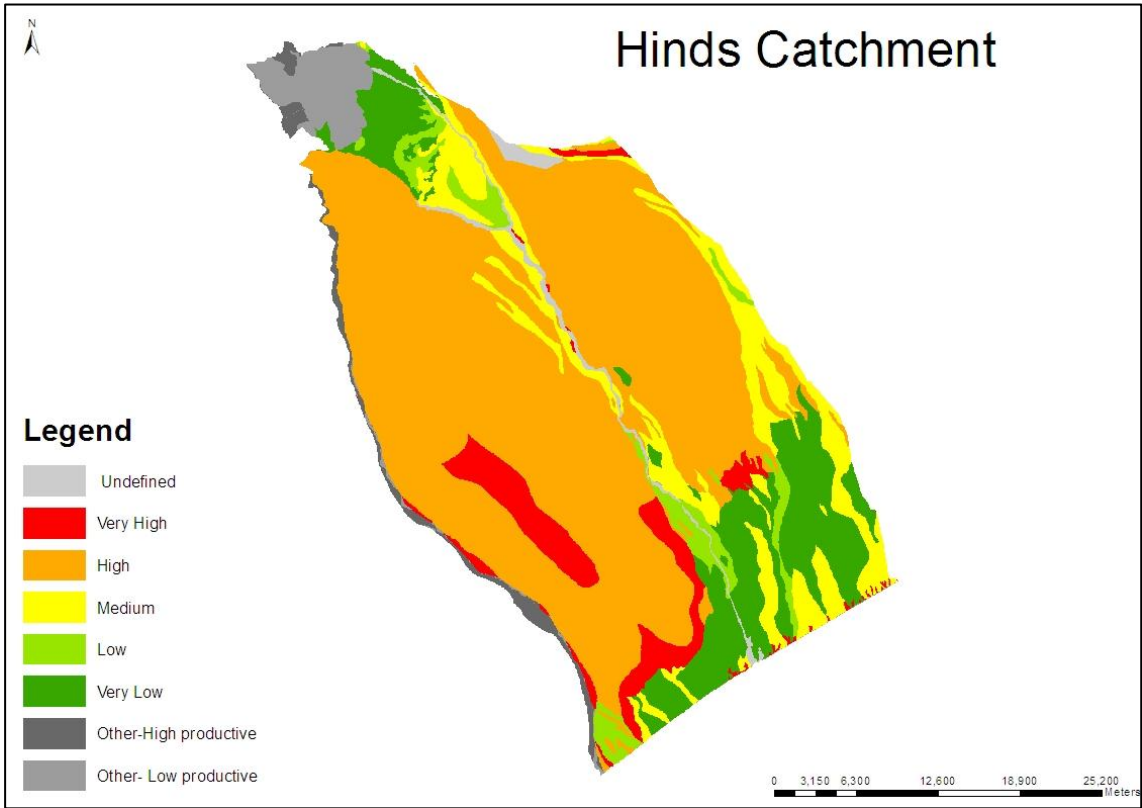 N
Hinds Catchment
Legend
Undefined
Very High
High
Medium
Low
Very Low
Other-High productive
Other- Low productive
0 3,150 6,300 12,600 18,900 25,200
Meters